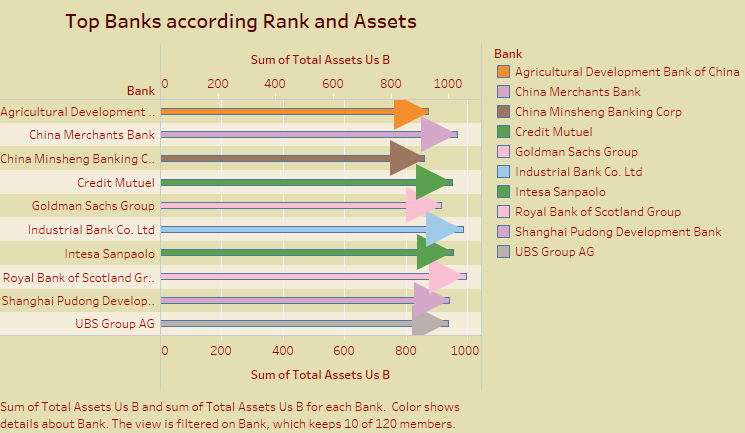 Top Banks according Rank and Assets
Sum of Total Assets Us B
Bank
0 200 400 600 800 1000
Agricultural Development ..
China Merchants Bank
China Minsheng Banking C..
Credit Mutuel
Goldman Sachs Group
Industrial Bank Co. Ltd
Intesa Sanpaolo
Royal Bank of Scotland Gr..
Shanghai Pudong Develop..
UBS Group AG
0 200 400 600 800 1000
Sum of Total Assets Us B
Bank
Agricultural Development Bank of China
China Merchants Bank
China Minsheng Banking Corp
Credit Mutuel
Goldman Sachs Group
Industrial Bank Co. Ltd
Intesa Sanpaolo
Royal Bank of Scotland Group
Shanghai Pudong Development Bank
UBS Group AG
Sum of Total Assets Us B and sum of Total Assets Us B for each Bank.  Color shows
details about Bank. The view is filtered on Bank, which keeps 10 of 120 members.